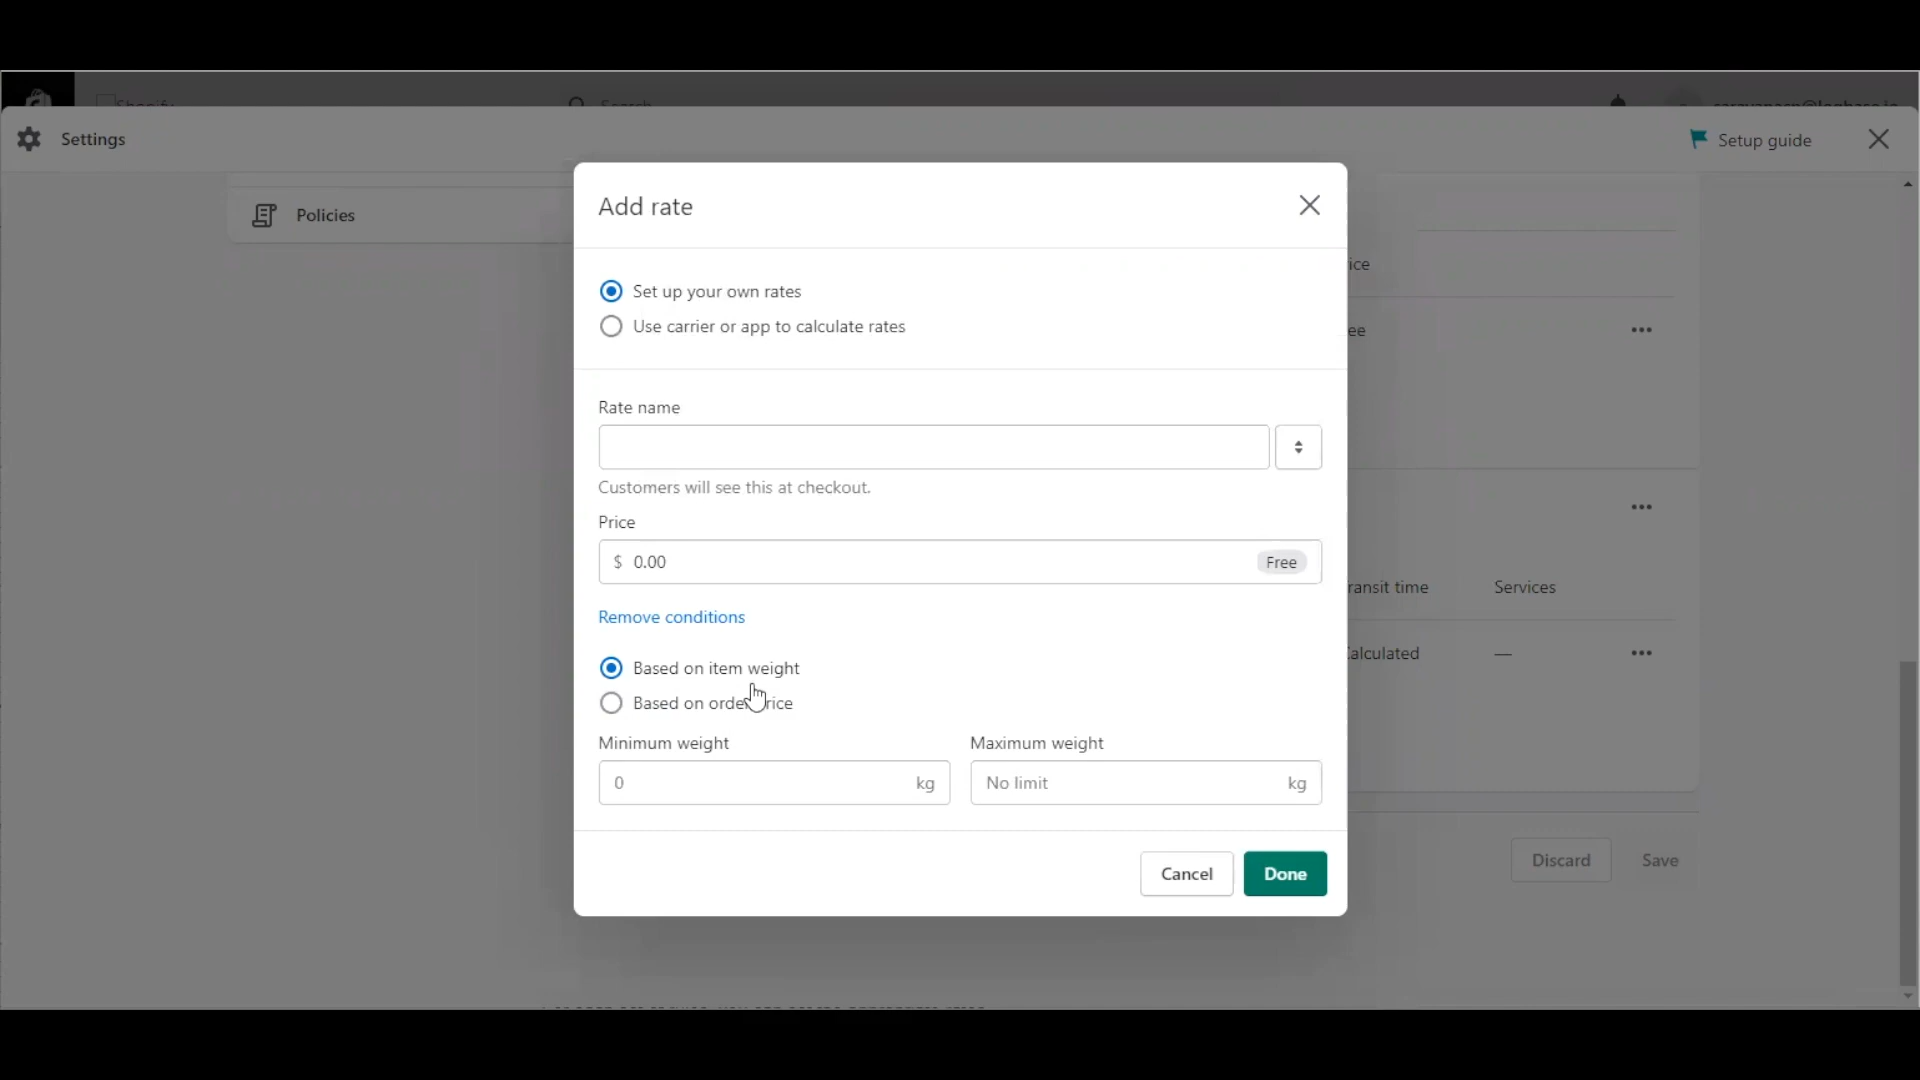 Settings
Setup guide
Policies
Add rate
Set up your own rates
Use carrier or app to calculate rates
Rate name
Customers will see this at checkout.
Price
$ 0.00 Free
Remove conditions
Transit time
Services
Based on item weight
Calculated —
Based on order price
Minimum weight
Maximum weight
0 kg
No limit kg
Discard
Save
Cancel
Done